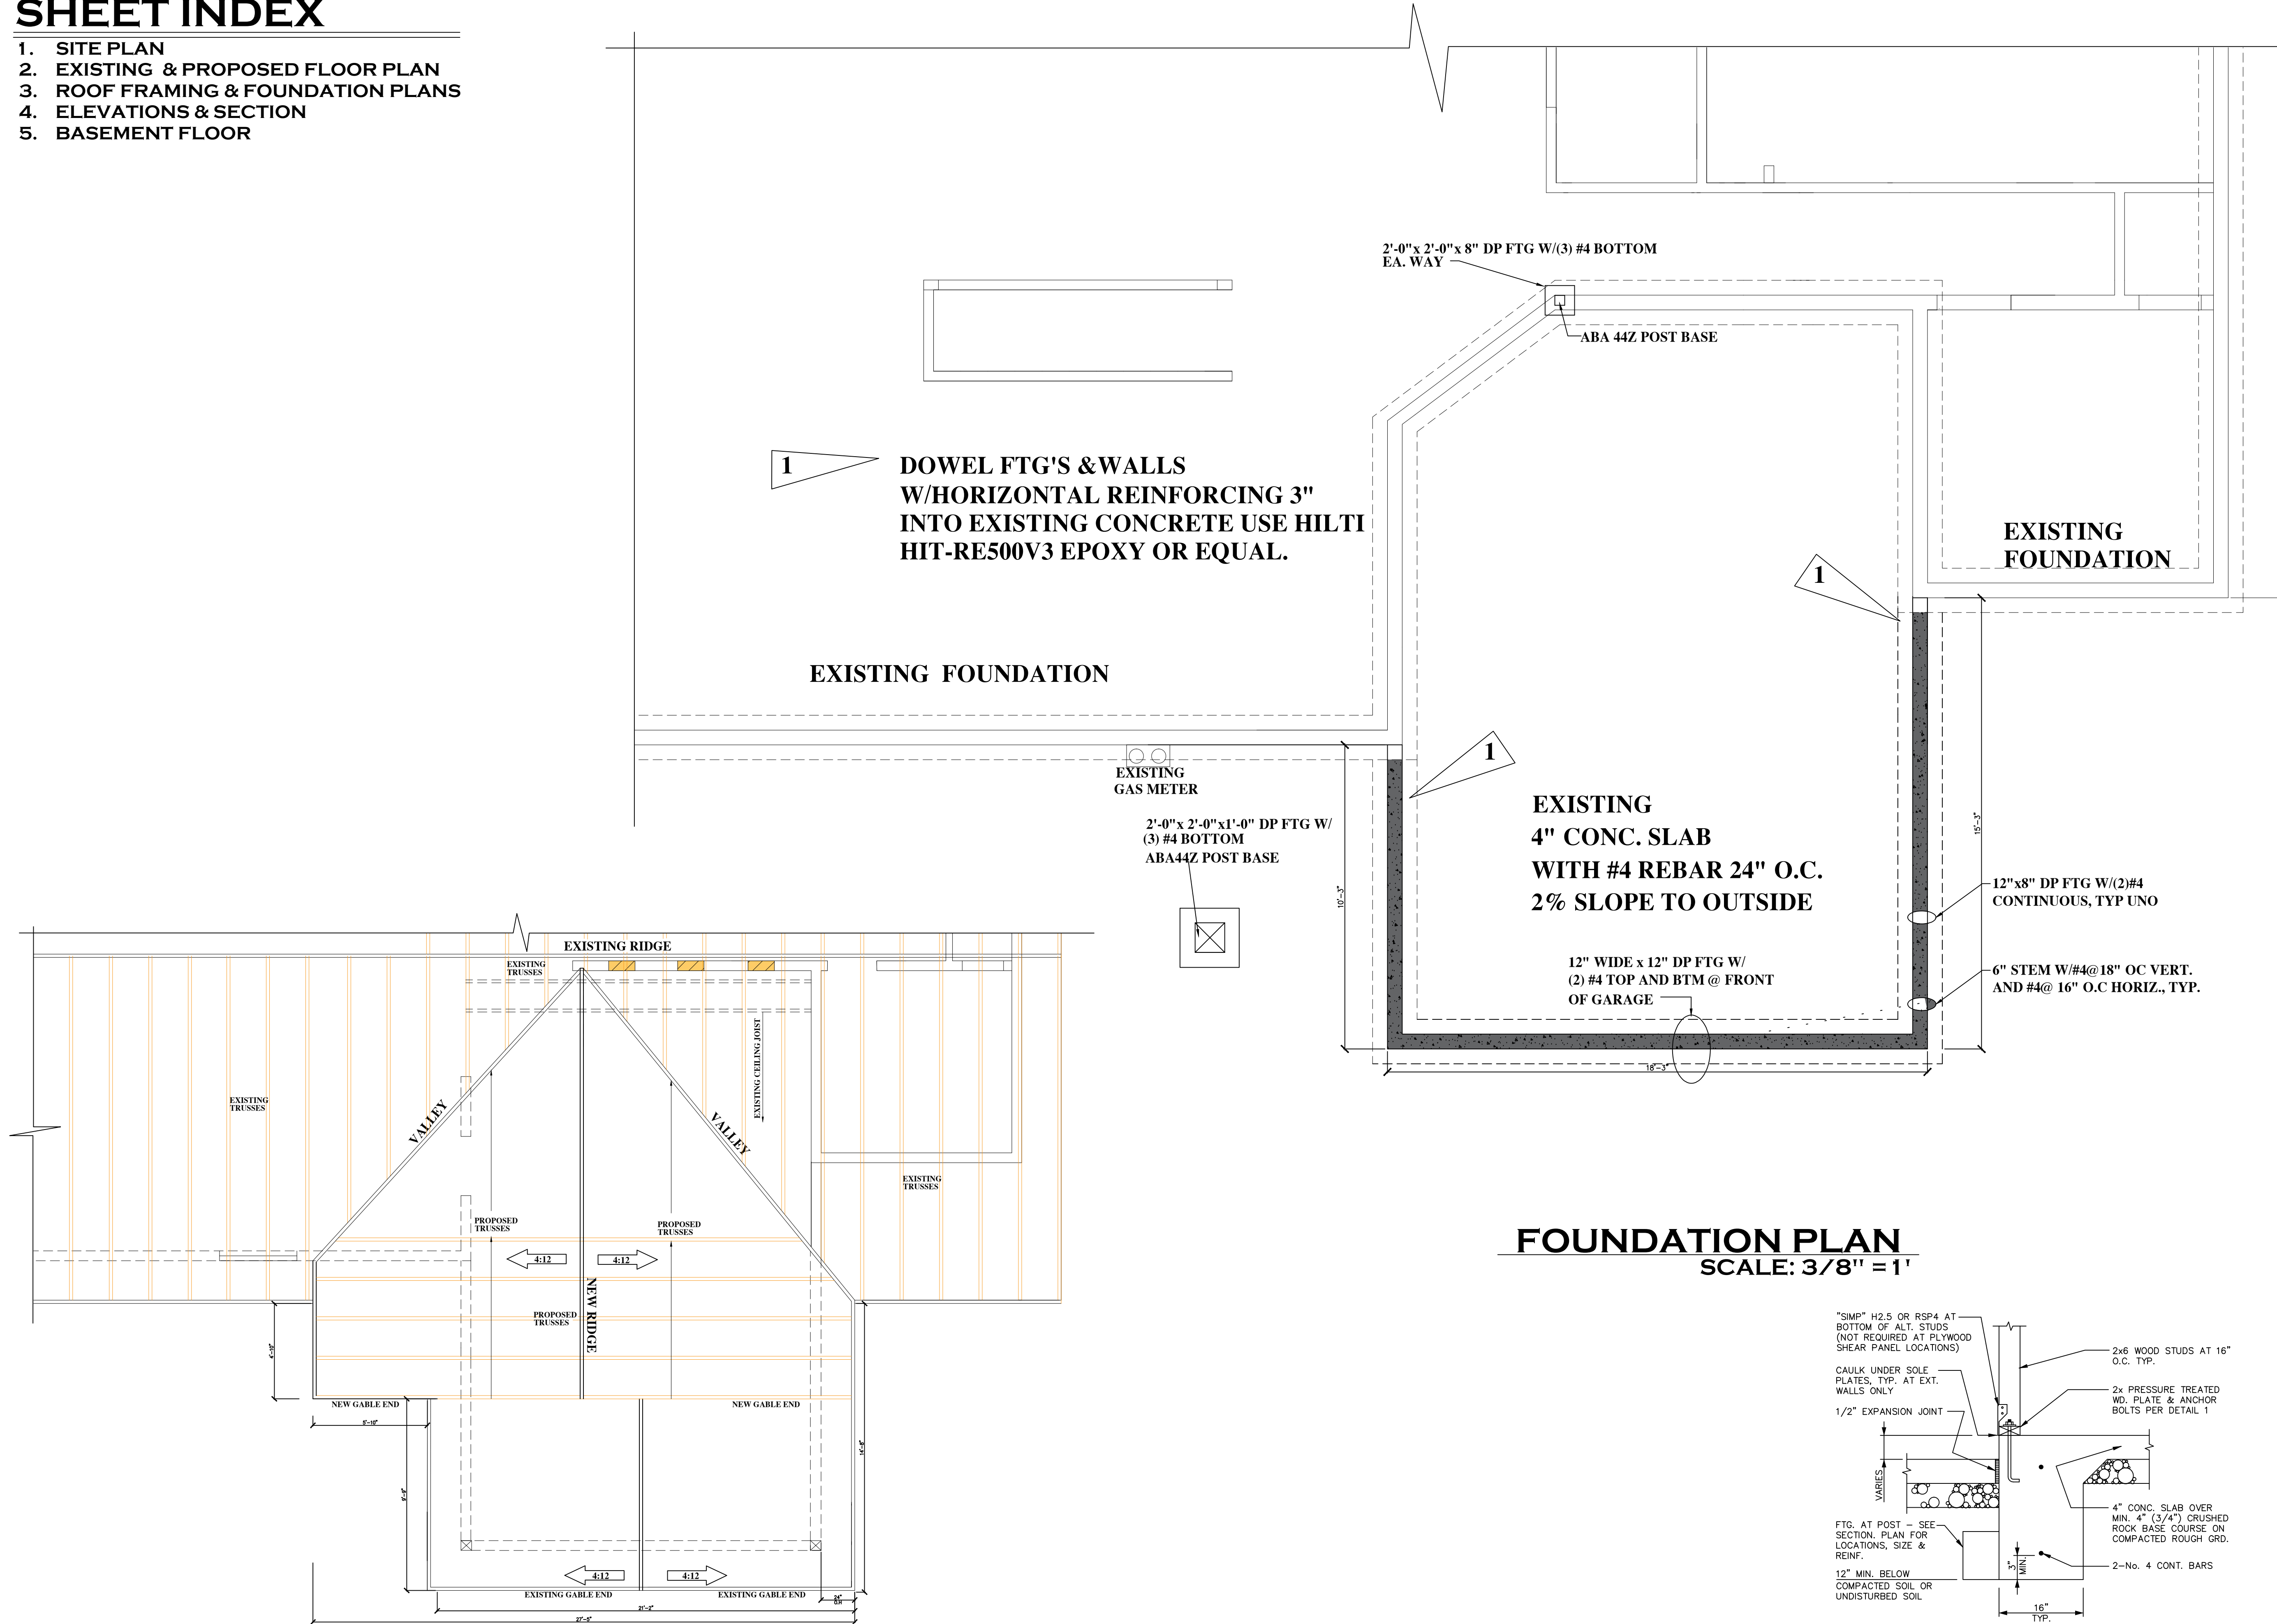 SHEET INDEX
1. SITE PLAN
2. EXISTING & PROPOSED FLOOR PLAN
3. ROOF FRAMING & FOUNDATION PLANS
4. ELEVATIONS & SECTION
5. BASEMENT FLOOR
2'-0"x 2'-0"x 8" DP FTG W/(3) #4 BOTTOM
EA. WAY
ABA 44Z POST BASE
1
DOWEL FTG'S &WALLS
W/HORIZONTAL REINFORCING 3"
INTO EXISTING CONCRETE USE HILTI
HIT-RE500V3 EPOXY OR EQUAL.
EXISTING
FOUNDATION
1
EXISTING FOUNDATION
1
EXISTING
GAS METER
2'-0"x 2'-0"x1'-0" DP FTG W/
(3) #4 BOTTOM
ABA44Z POST BASE
EXISTING
4" CONC. SLAB
WITH #4 REBAR 24" O.C.
2% SLOPE TO OUTSIDE
10'-3"
15'-3"
12"x8" DP FTG W/(2)#4
CONTINUOUS, TYP UNO
12" WIDE x 12" DP FTG W/
(2) #4 TOP AND BTM @ FRONT
OF GARAGE
6" STEM W/#4@18" OC VERT.
AND #4@ 16" O.C HORIZ., TYP.
18'-3"
FOUNDATION PLAN
SCALE: 3/8" =1'
EXISTING RIDGE
EXISTING
TRUSSES
EXISTING CEILING JOIST
EXISTING
TRUSSES
VALLEY
VALLEY
EXISTING
TRUSSES
PROPOSED
TRUSSES
PROPOSED
TRUSSES
4:12
4:12
NEW RIDGE
PROPOSED
TRUSSES
4'-10"
NEW GABLE END
NEW GABLE END
5'-10"
9'-9"
14'-8"
4:12
4:12
EXISTING GABLE END
EXISTING GABLE END
24"
O.H
21'-2"
27'-5"
"SIMP" H2.5 OR RSP4 AT
BOTTOM OF ALT. STUDS
(NOT REQUIRED AT PLYWOOD
SHEAR PANEL LOCATIONS)
2x6 WOOD STUDS AT 16"
O.C. TYP.
CAULK UNDER SOLE
PLATES, TYP. AT EXT.
WALLS ONLY
2x PRESSURE TREATED
WD. PLATE & ANCHOR
BOLTS PER DETAIL 1
1/2" EXPANSION JOINT
VARIES
4" CONC. SLAB OVER
MIN. 4" (3/4") CRUSHED
ROCK BASE COURSE ON
COMPACTED ROUGH GRD.
FTG. AT POST – SEE
SECTION. PLAN FOR
LOCATIONS, SIZE &
REINF.
3"
MIN.
2–No. 4 CONT. BARS
12" MIN. BELOW
COMPACTED SOIL OR
UNDISTURBED SOIL
16"
TYP.